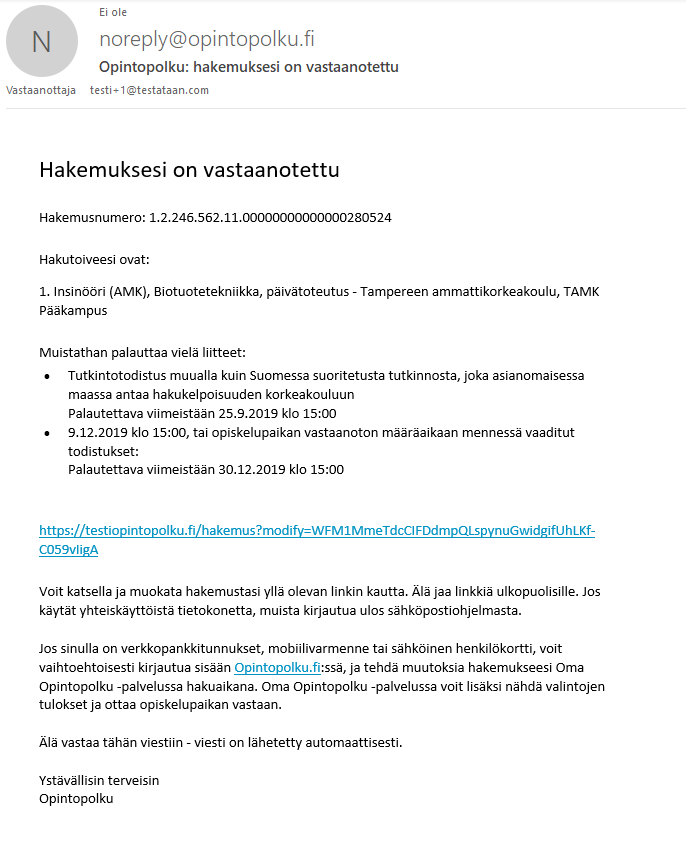 Ei ole
N
noreply@opintopolku.fi
Opintopolku: hakemuksesi on vastaanotettu
Vastaanottaja testi+1@testataan.com
Hakemuksesi on vastaanotettu
Hakemusnumero: 1.2.246.562.11.00000000000000280524
Hakutoiveesi ovat:
1. Insinööri (AMK), Biotuotetekniikka, päivätoteutus - Tampereen ammattikorkeakoulu, TAMK
Pääkampus
Muistathan palauttaa vielä liitteet:
• Tutkintotodistus muualla kuin Suomessa suoritetusta tutkinnosta, joka asianomaisessa
maassa antaa hakukelpoisuuden korkeakouluun
Palautettava viimeistään 25.9.2019 klo 15:00
• 9.12.2019 klo 15:00, tai opiskelupaikan vastaanoton määräaikaan mennessä vaaditut
todistukset:
Palautettava viimeistään 30.12.2019 klo 15:00
https://testiopintopolku.fi/hakemus?modify=WFM1MmeTdcCIFDdmpQLspynuGwidgifUhLKf-
C059vIigA
Voit katsella ja muokata hakemustasi yllä olevan linkin kautta. Älä jaa linkkiä ulkopuolisille. Jos
käytät yhteiskäyttöistä tietokonetta, muista kirjautua ulos sähköpostiohjelmasta.
Jos sinulla on verkkopankkitunnukset, mobiilivarmenne tai sähköinen henkilökortti, voit
vaihtoehtoisesti kirjautua sisään Opintopolku.fi:ssä, ja tehdä muutoksia hakemukseesi Oma
Opintopolku -palvelussa hakuaikana. Oma Opintopolku -palvelussa voit lisäksi nähdä valintojen
tulokset ja ottaa opiskelupaikan vastaan.
Älä vastaa tähän viestiin - viesti on lähetetty automaattisesti.
Ystävällisin terveisin
Opintopolku